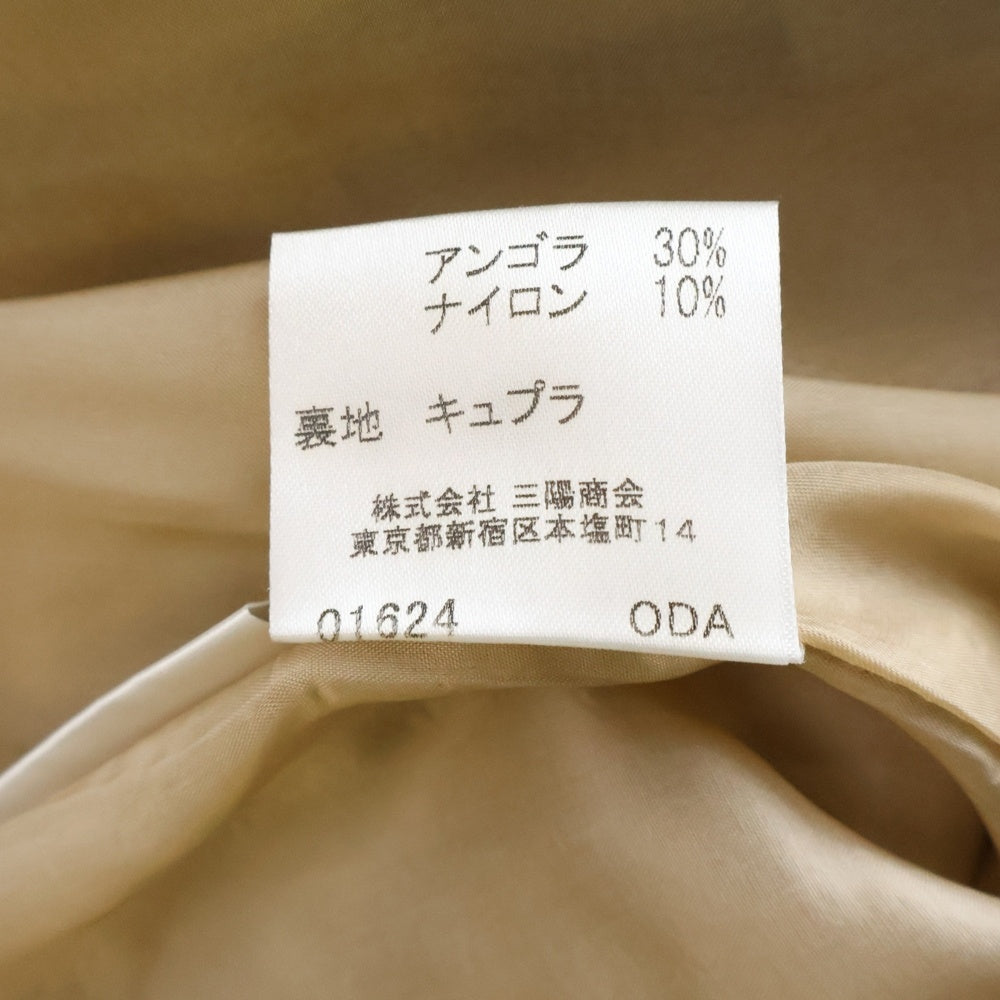 アンゴラ 30%
ナイロン 10%
裏地 キュプラ
株式会社 三陽商会
東京都新宿区本塩町14
01624 ODA